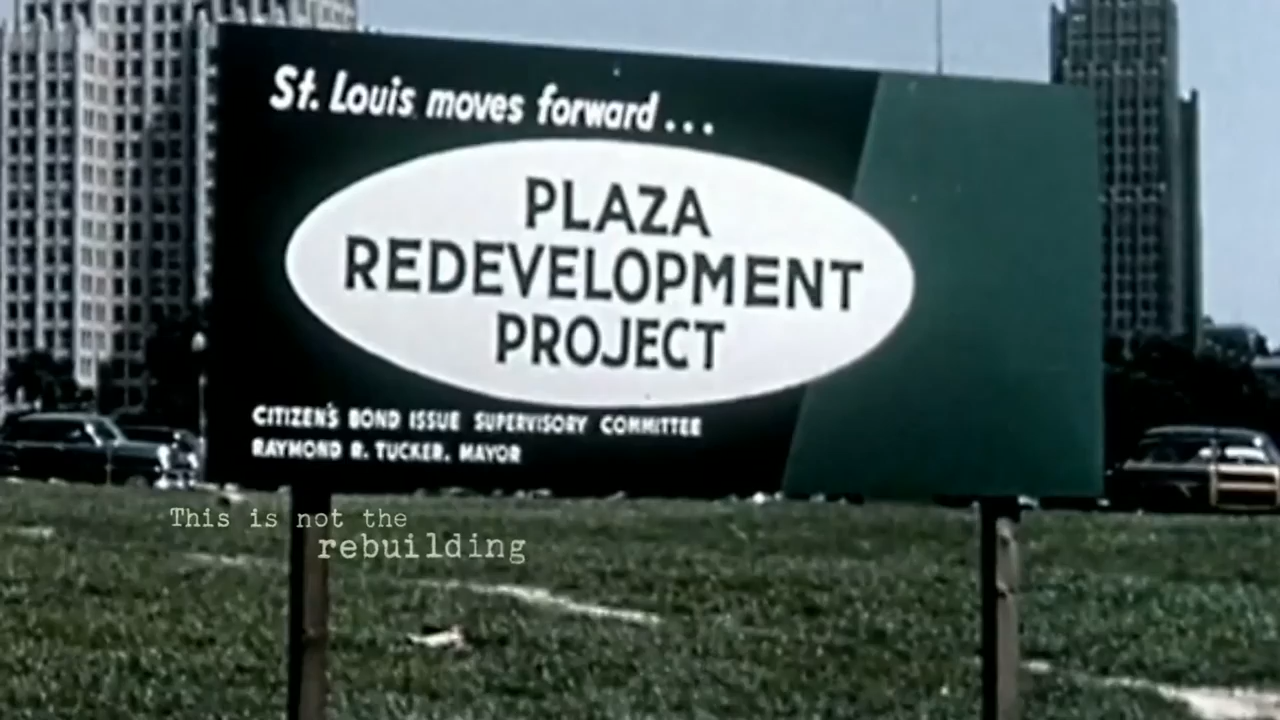 St. Louis moves forward...
PLAZA
REDEVELOPMENT
PROJECT
CITIZEN'S BOND ISSUE SUPERVISORY COMMITTEE
RAYMOND R. TUCKER, MAYOR
This is not the
rebuilding